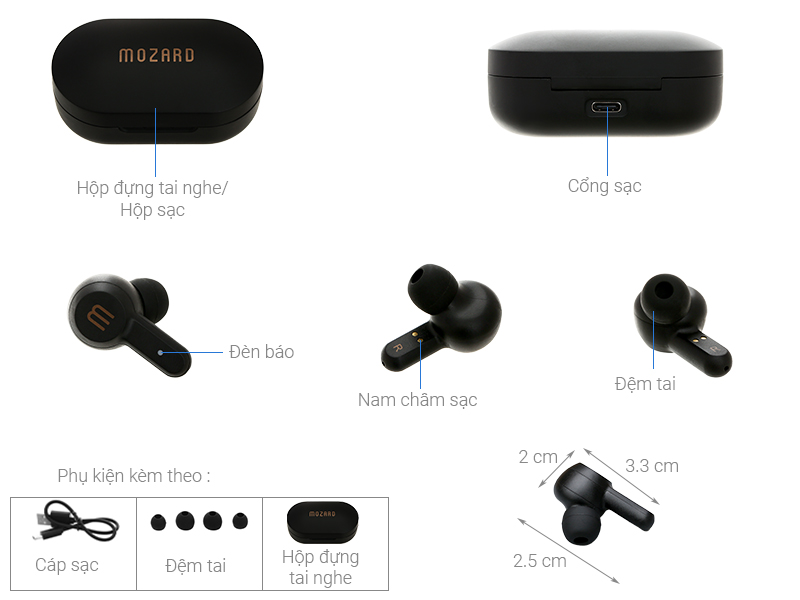 MOZARD
Hộp đựng tai nghe/
Hộp sạc
Cổng sạc
Đèn báo
R
Nam châm sạc
R
Đệm tai
Phụ kiện kèm theo :
MOZARD
Cáp sạc
Đệm tai
Hộp đựng
tai nghe
2 cm
3.3 cm
2.5 cm